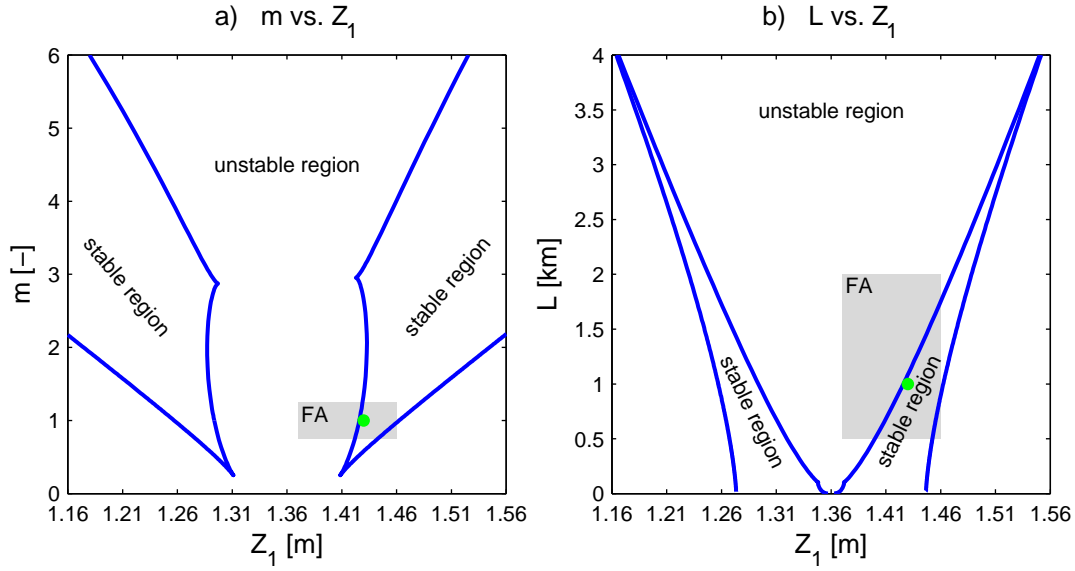 a) m vs. Z1
6
5
4
3
2
1
0
m [−]
unstable region
stable region
stable region
FA
1.16 1.21 1.26 1.31 1.36 1.41 1.46 1.51 1.56
Z1 [m]
b) L vs. Z1
4
3.5
3
2.5
2
1.5
1
0.5
0
L [km]
unstable region
FA
stable region
stable region
1.16 1.21 1.26 1.31 1.36 1.41 1.46 1.51 1.56
Z1 [m]